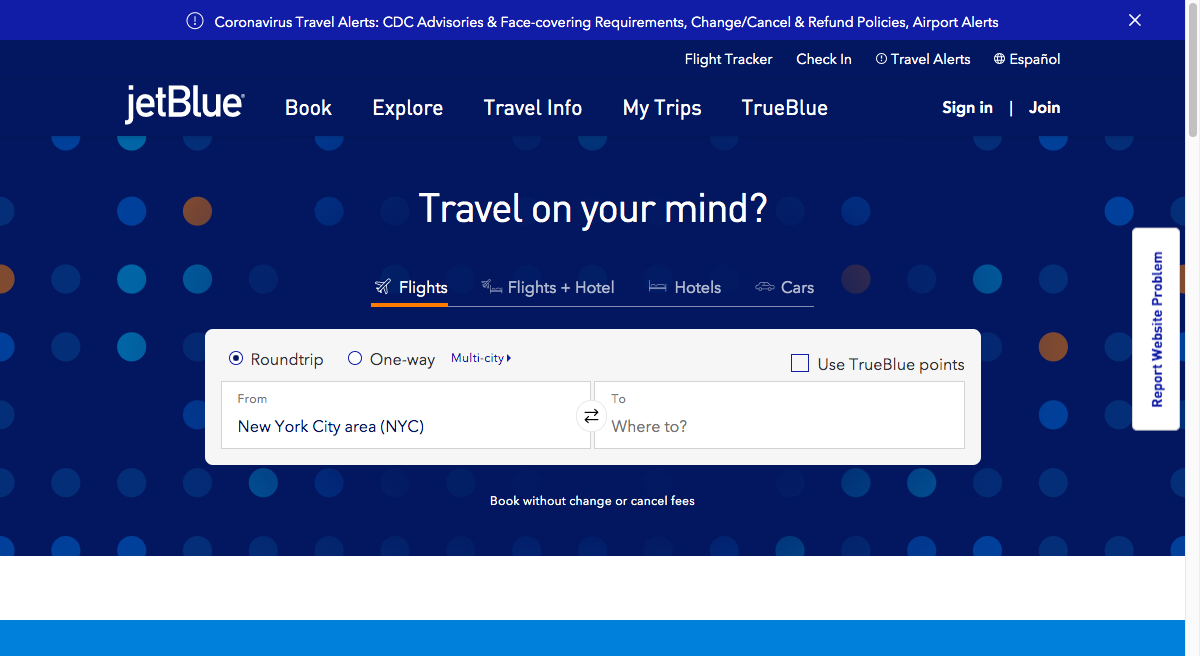 Coronavirus Travel Alerts: CDC Advisories & Face-covering Requirements, Change/Cancel & Refund Policies, Airport Alerts
Flight Tracker Check In Travel Alerts Español
jetBlue Book Explore Travel Info My Trips TrueBlue Sign in | Join
Travel on your mind?
Flights Flights + Hotel Hotels Cars
Roundtrip One-way Multi-city Use TrueBlue points
From To
New York City area (NYC) Where to?
Book without change or cancel fees
Report Website Problem